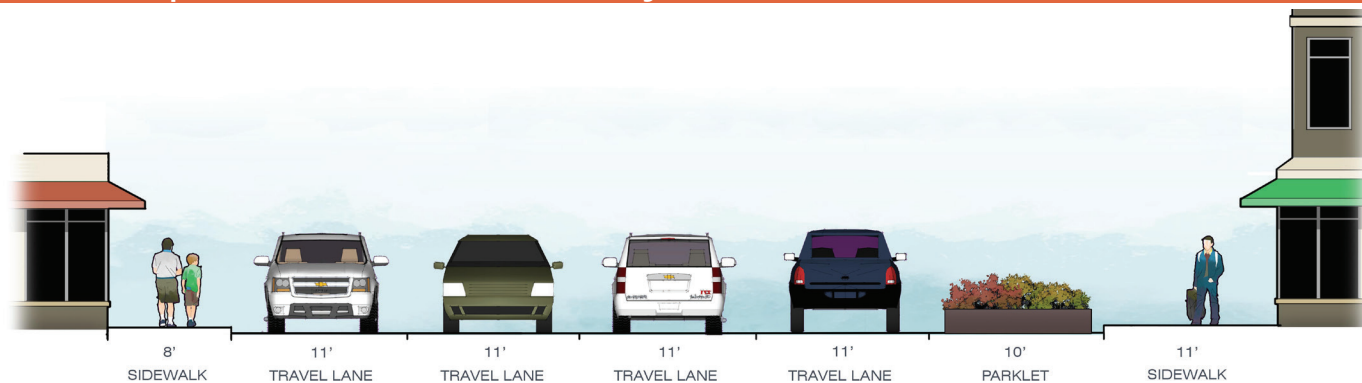 8' 11' 11' 11' 11' 10' 11'
SIDEWALK TRAVEL LANE TRAVEL LANE TRAVEL LANE TRAVEL LANE PARKLET SIDEWALK